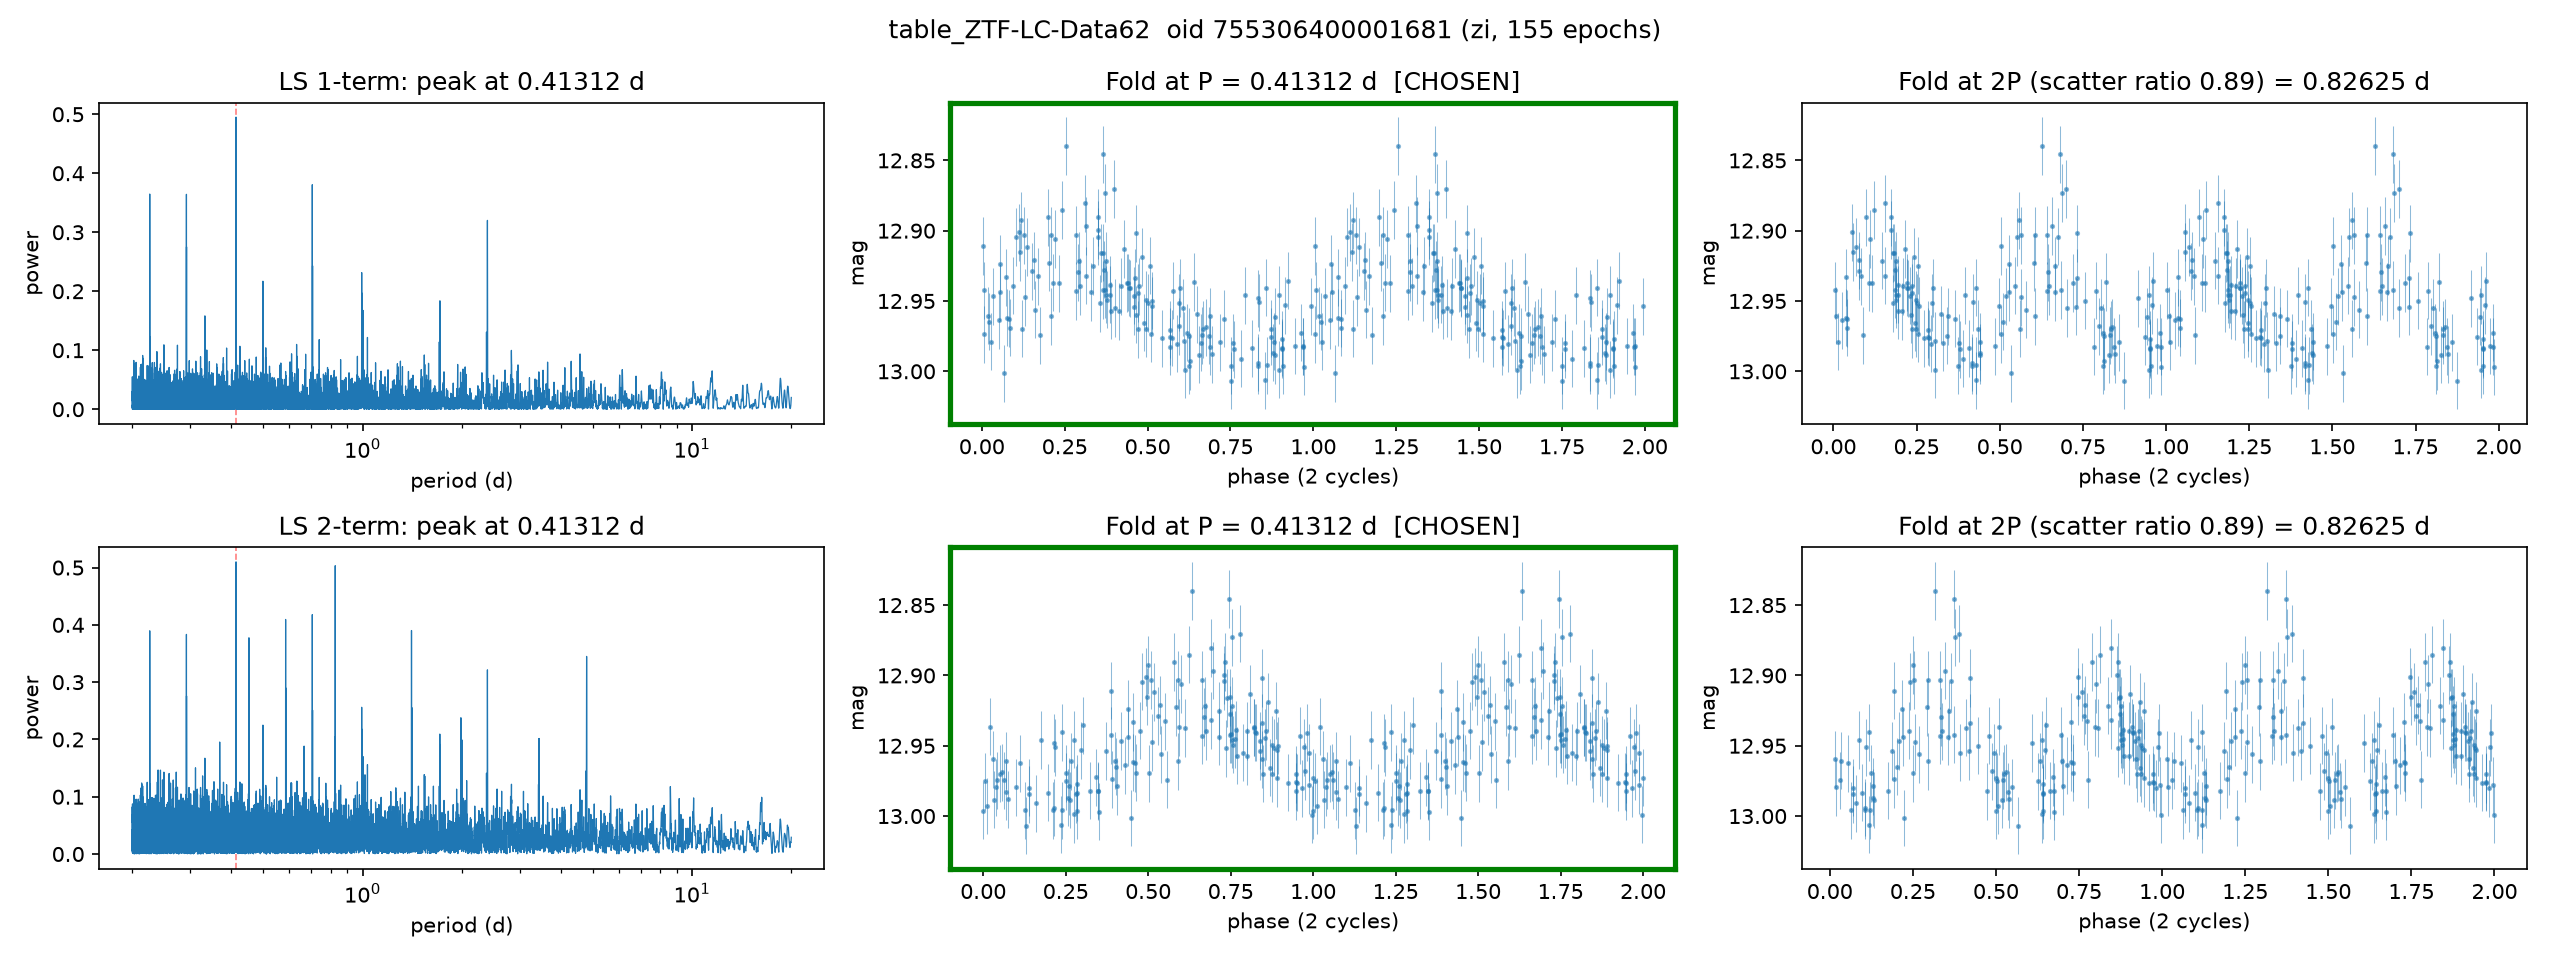 table_ZTF-LC-Data62  oid 755306400001681 (zi, 155 epochs)
LS 1-term: peak at 0.41312 d
power
0.5
0.4
0.3
0.2
0.1
0.0
10^0
10^1
period (d)
Fold at P = 0.41312 d  [CHOSEN]
mag
12.85
12.90
12.95
13.00
0.00 0.25 0.50 0.75 1.00 1.25 1.50 1.75 2.00
phase (2 cycles)
Fold at 2P (scatter ratio 0.89) = 0.82625 d
mag
12.85
12.90
12.95
13.00
0.00 0.25 0.50 0.75 1.00 1.25 1.50 1.75 2.00
phase (2 cycles)
LS 2-term: peak at 0.41312 d
power
0.5
0.4
0.3
0.2
0.1
0.0
10^0
10^1
period (d)
Fold at P = 0.41312 d  [CHOSEN]
mag
12.85
12.90
12.95
13.00
0.00 0.25 0.50 0.75 1.00 1.25 1.50 1.75 2.00
phase (2 cycles)
Fold at 2P (scatter ratio 0.89) = 0.82625 d
mag
12.85
12.90
12.95
13.00
0.00 0.25 0.50 0.75 1.00 1.25 1.50 1.75 2.00
phase (2 cycles)